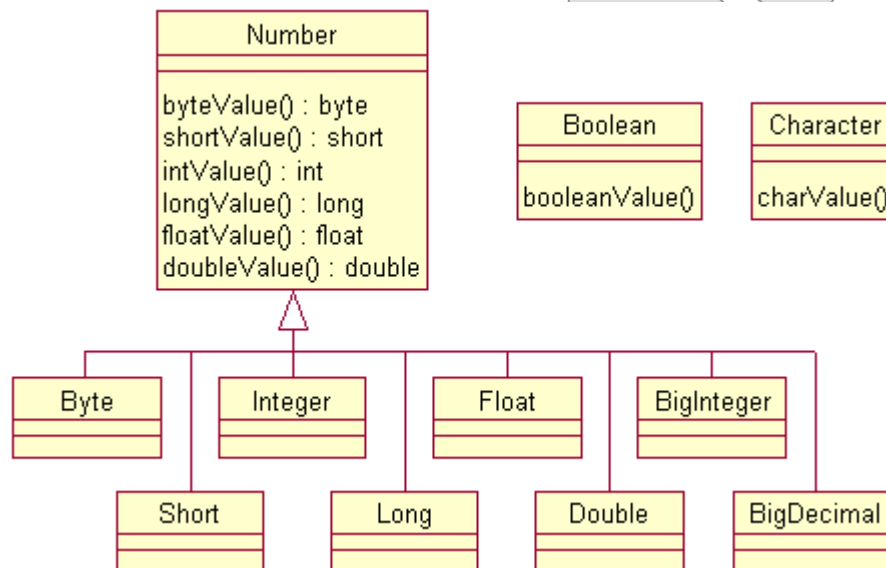 Number
byteValue() : byte
shortValue() : short
intValue() : int
longValue() : long
floatValue() : float
doubleValue() : double
Boolean
booleanValue()
Character
charValue()
Byte
Integer
Float
BigInteger
Short
Long
Double
BigDecimal